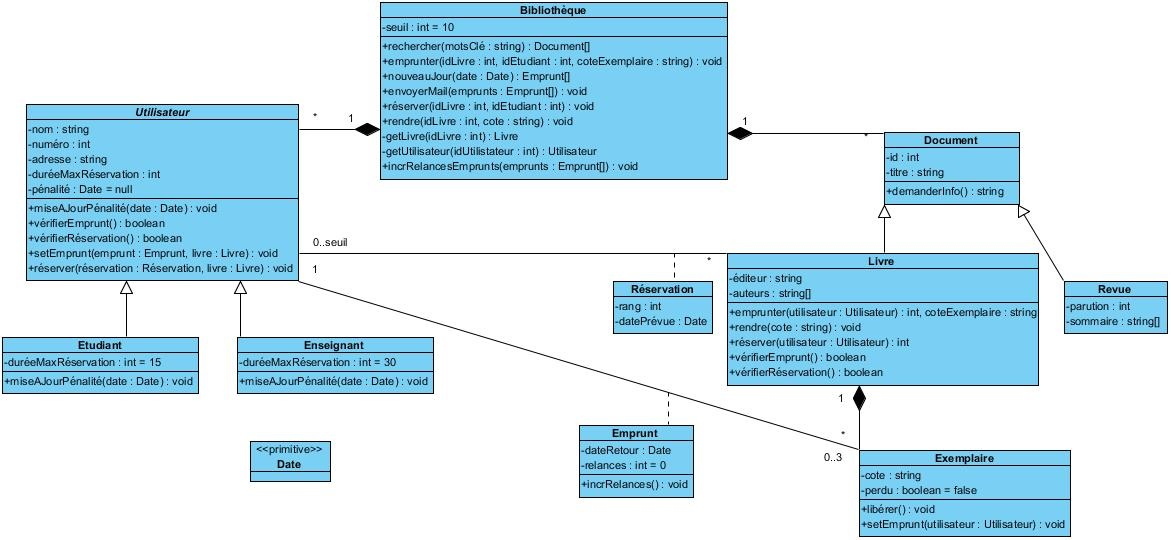 Bibliothèque
-seuil : int = 10
+rechercher(motsClé : string) : Document[]
+emprunter(idLivre : int, idEtudiant : int, coteExemplaire : string) : void
+nouveauJour(date : Date) : Emprunt[]
+envoyerMail(emprunts : Emprunt[]) : void
+réserver(idLivre : int, idEtudiant : int) : void
+rendre(idLivre : int, cote : string) : void
-getLivre(idLivre : int) : Livre
-getUtilisateur(idUtilistateur : int) : Utilisateur
+incrRelancesEmprunts(emprunts : Emprunt[]) : void
Utilisateur
-nom : string
-numéro : int
-adresse : string
-duréeMaxRéservation : int
-pénalité : Date = null
+miseAJourPénalité(date : Date) : void
+vérifierEmprunt() : boolean
+vérifierRéservation() : boolean
+setEmprunt(emprunt : Emprunt, livre : Livre) : void
+réserver(réservation : Réservation, livre : Livre) : void
*
1
1
*
Document
-id : int
-titre : string
+demanderInfo() : string
0..seuil
*
1
Livre
-éditeur : string
-auteurs : string[]
+emprunter(utilisateur : Utilisateur) : int, coteExemplaire : string
+rendre(cote : string) : void
+réserver(utilisateur : Utilisateur) : int
+vérifierEmprunt() : boolean
+vérifierRéservation() : boolean
Réservation
-rang : int
-datePrévue : Date
Revue
-parution : int
-sommaire : string[]
Etudiant
-duréeMaxRéservation : int = 15
+miseAJourPénalité(date : Date) : void
Enseignant
-duréeMaxRéservation : int = 30
+miseAJourPénalité(date : Date) : void
1
*
0..3
<<primitive>>
Date
Emprunt
-dateRetour : Date
-relances : int = 0
+incrRelances() : void
Exemplaire
-cote : string
-perdu : boolean = false
+libérer() : void
+setEmprunt(utilisateur : Utilisateur) : void